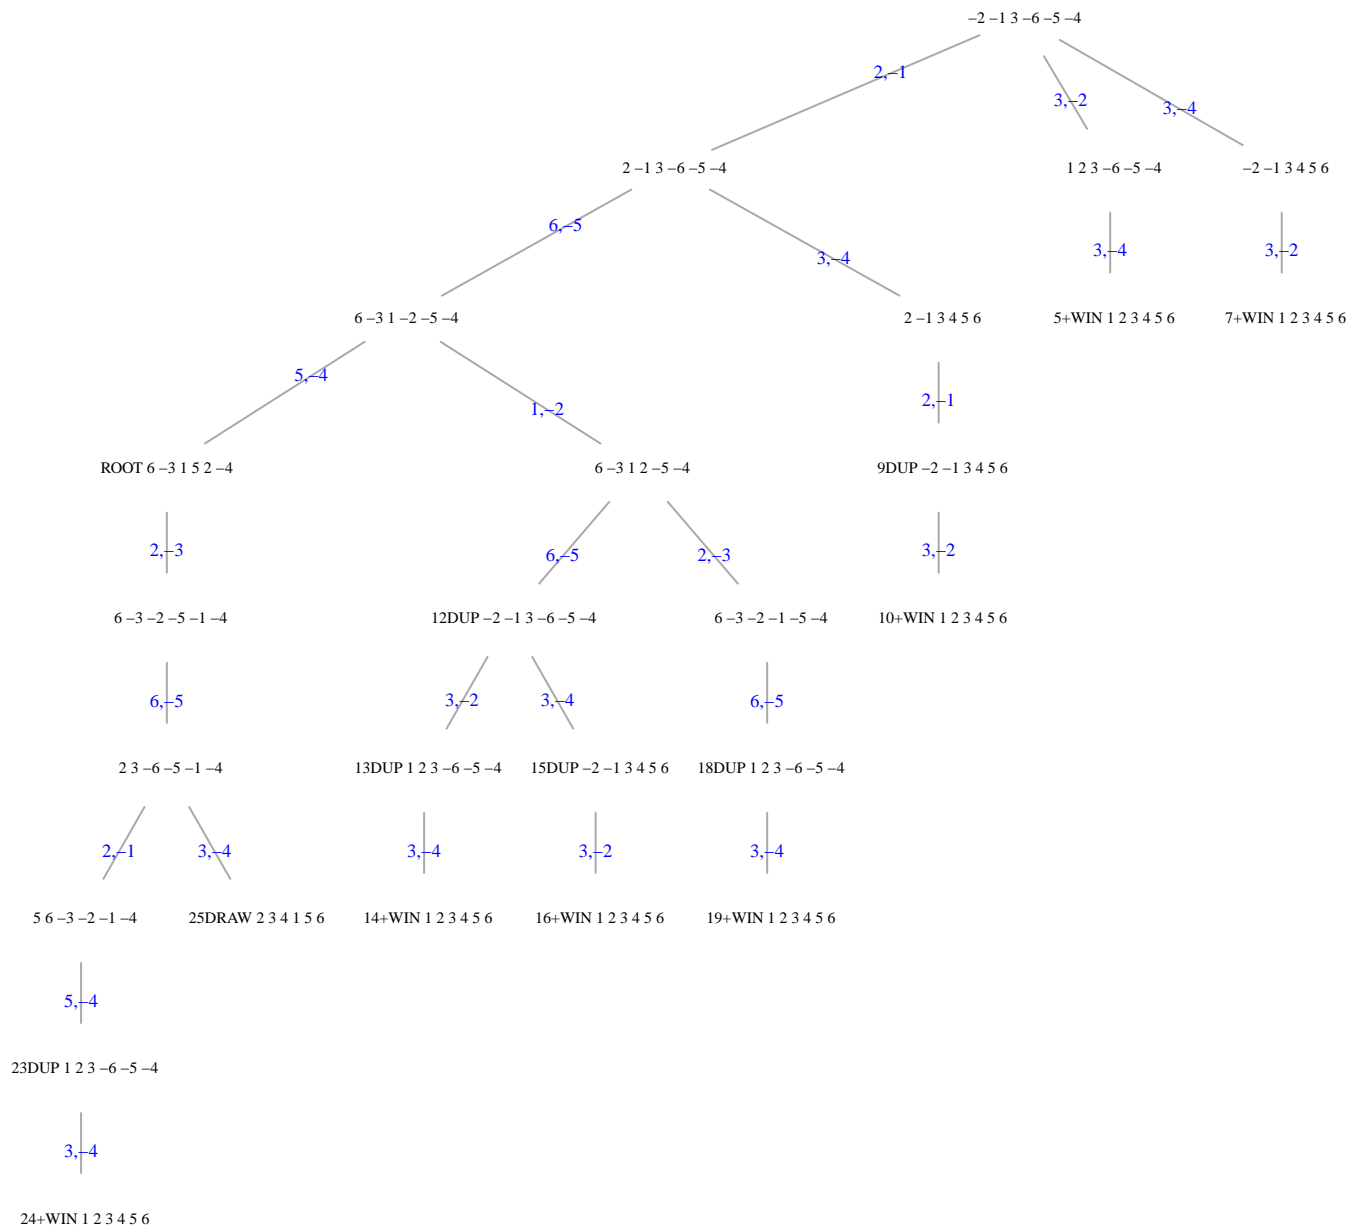 −2 −1 3 −6 −5 −4
2,−1
3,−2
3,−4
2 −1 3 −6 −5 −4
1 2 3 −6 −5 −4
−2 −1 3 4 5 6
6,−5
3,−4
3,−4
3,−2
6 −3 1 −2 −5 −4
2 −1 3 4 5 6
5+WIN 1 2 3 4 5 6
7+WIN 1 2 3 4 5 6
5,−4
1,−2
2,−1
ROOT 6 −3 1 5 2 −4
6 −3 1 2 −5 −4
9DUP −2 −1 3 4 5 6
2,−3
6,−5
2,−3
3,−2
6 −3 −2 −5 −1 −4
12DUP −2 −1 3 −6 −5 −4
6 −3 −2 −1 −5 −4
10+WIN 1 2 3 4 5 6
6,−5
3,−2
3,−4
6,−5
2 3 −6 −5 −1 −4
13DUP 1 2 3 −6 −5 −4
15DUP −2 −1 3 4 5 6
18DUP 1 2 3 −6 −5 −4
2,−1
3,−4
3,−4
3,−2
3,−4
5 6 −3 −2 −1 −4
25DRAW 2 3 4 1 5 6
14+WIN 1 2 3 4 5 6
16+WIN 1 2 3 4 5 6
19+WIN 1 2 3 4 5 6
5,−4
23DUP 1 2 3 −6 −5 −4
3,−4
24+WIN 1 2 3 4 5 6